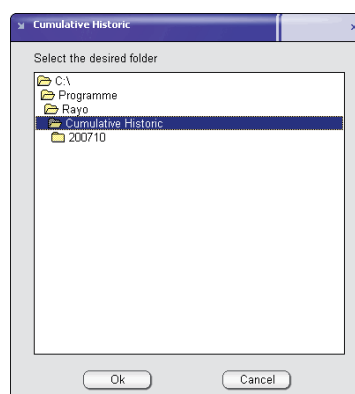 Cumulative Historic
Select the desired folder
C:\
Programme
Rayo
Cumulative Historic
200710
Ok
Cancel